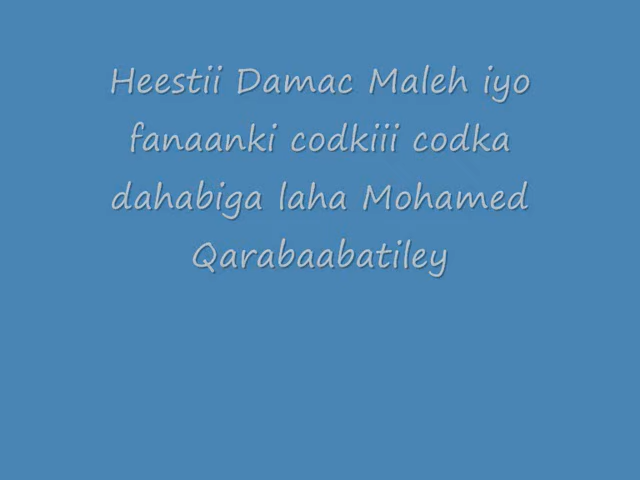 Heestii Damac Maleh iyo
fanaanki codkiii codka
dahabiga laha Mohamed
Qarabaabatiley